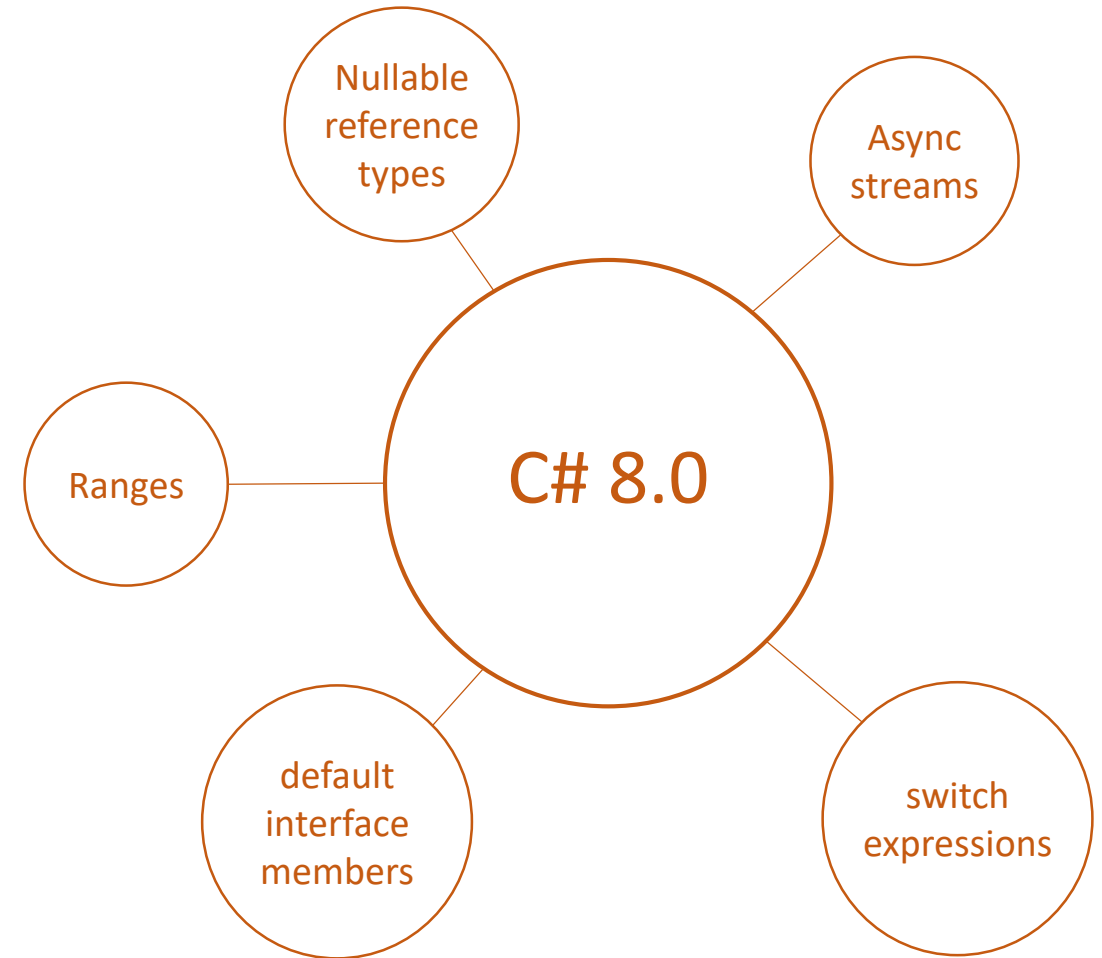 Nullable
reference
types
Async
streams
Ranges
C# 8.0
default
interface
members
switch
expressions